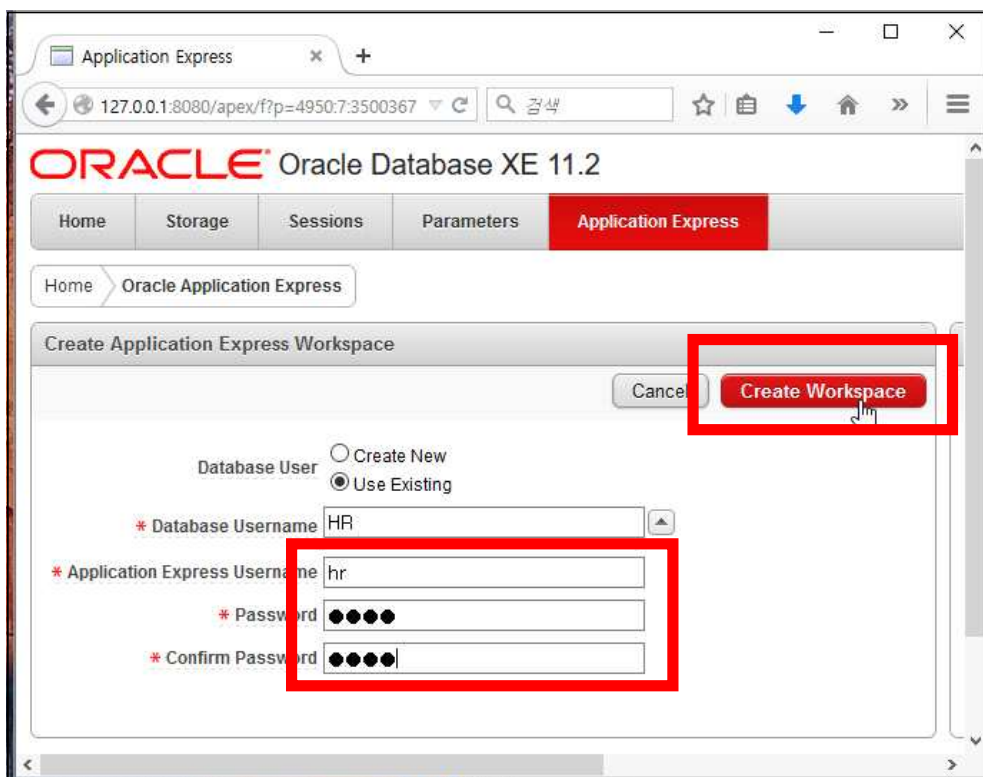 Application Express
127.0.0.1:8080/apex/f?p=4950:7:3500367
검색
ORACLE Oracle Database XE 11.2
Home Storage Sessions Parameters Application Express
Home Oracle Application Express
Create Application Express Workspace
Cancel Create Workspace
Database User Create New
Use Existing
* Database Username HR
* Application Express Username hr
* Password ●●●●
* Confirm Password ●●●●